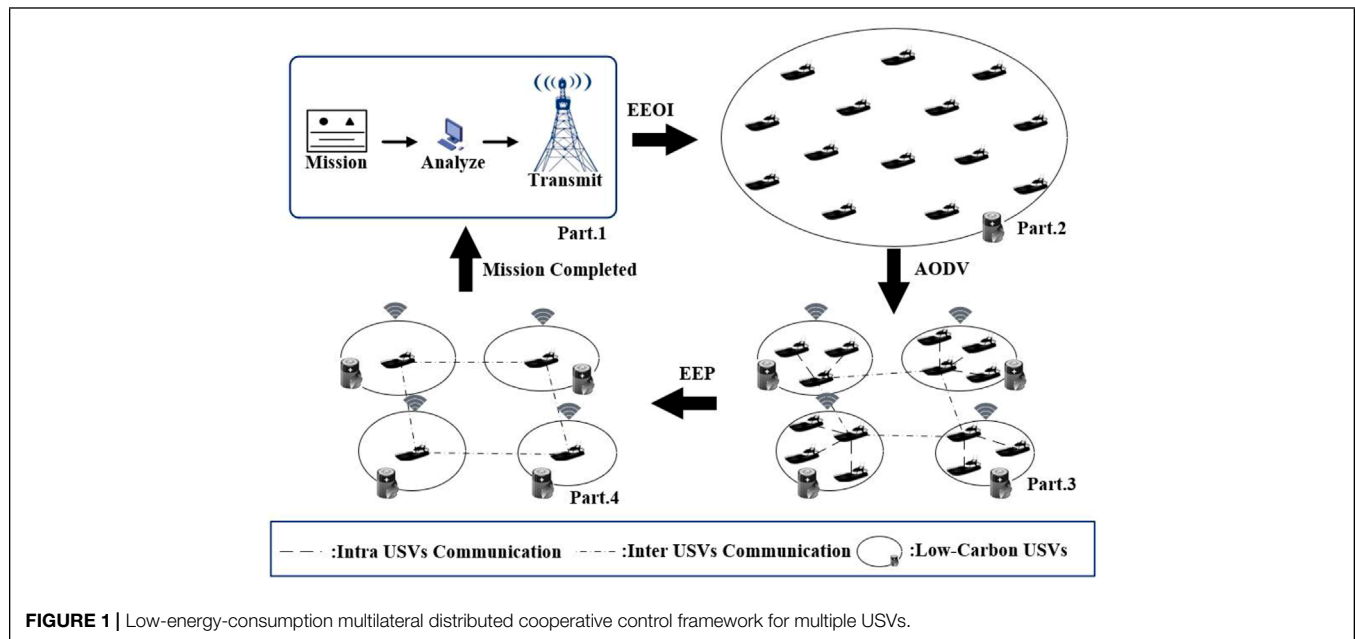 Mission
Analyze
Transmit
Part.1
EEOI
Part.2
AODV
Mission Completed
EEP
Part.4
Part.3
:Intra USVs Communication :Inter USVs Communication :Low-Carbon USVs
FIGURE 1 | Low-energy-consumption multilateral distributed cooperative control framework for multiple USVs.